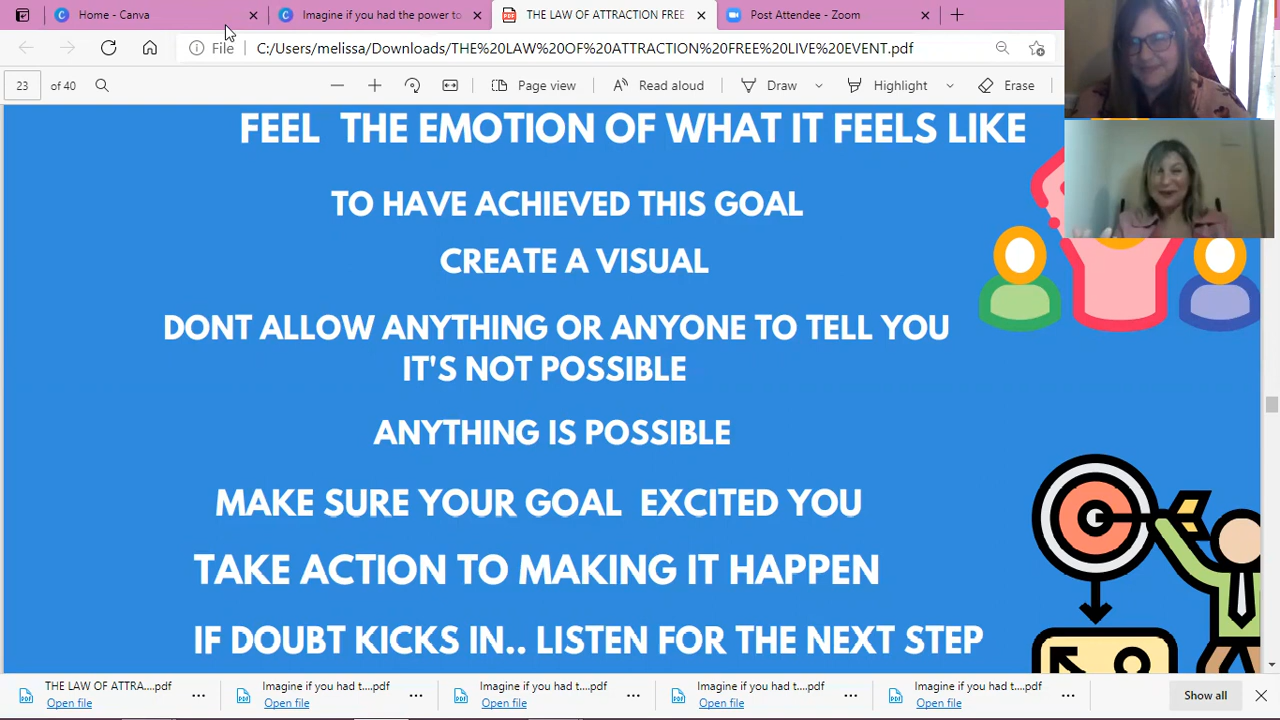 Home - Canva
Imagine if you had the power to
THE LAW OF ATTRACTION FREE
Post Attendee - Zoom
File
C:/Users/melissa/Downloads/THE%20LAW%20OF%20ATTRACTION%20FREE%20LIVE%20EVENT.pdf
23 of 40
Page view
Read aloud
Draw
Highlight
Erase
FEEL THE EMOTION OF WHAT IT FEELS LIKE
TO HAVE ACHIEVED THIS GOAL
CREATE A VISUAL
DONT ALLOW ANYTHING OR ANYONE TO TELL YOU
IT'S NOT POSSIBLE
ANYTHING IS POSSIBLE
MAKE SURE YOUR GOAL EXCITED YOU
TAKE ACTION TO MAKING IT HAPPEN
IF DOUBT KICKS IN.. LISTEN FOR THE NEXT STEP
THE LAW OF ATTRA....pdf
Open file
Imagine if you had t....pdf
Open file
Imagine if you had t....pdf
Open file
Imagine if you had t....pdf
Open file
Imagine if you had t....pdf
Open file
Show all